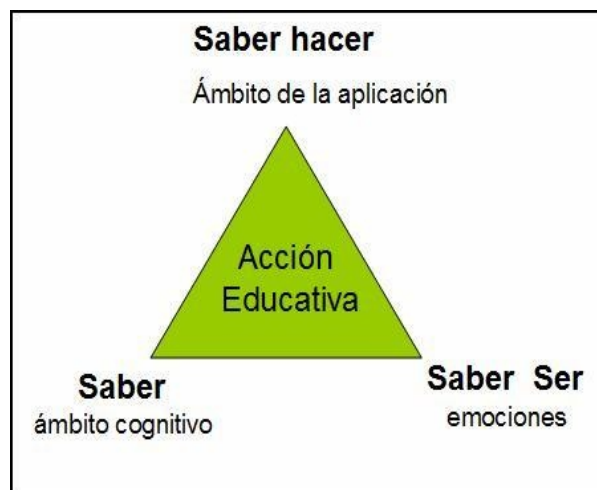 Saber hacer
Ámbito de la aplicación
Acción
Educativa
Saber
ámbito cognitivo
Saber Ser
emociones